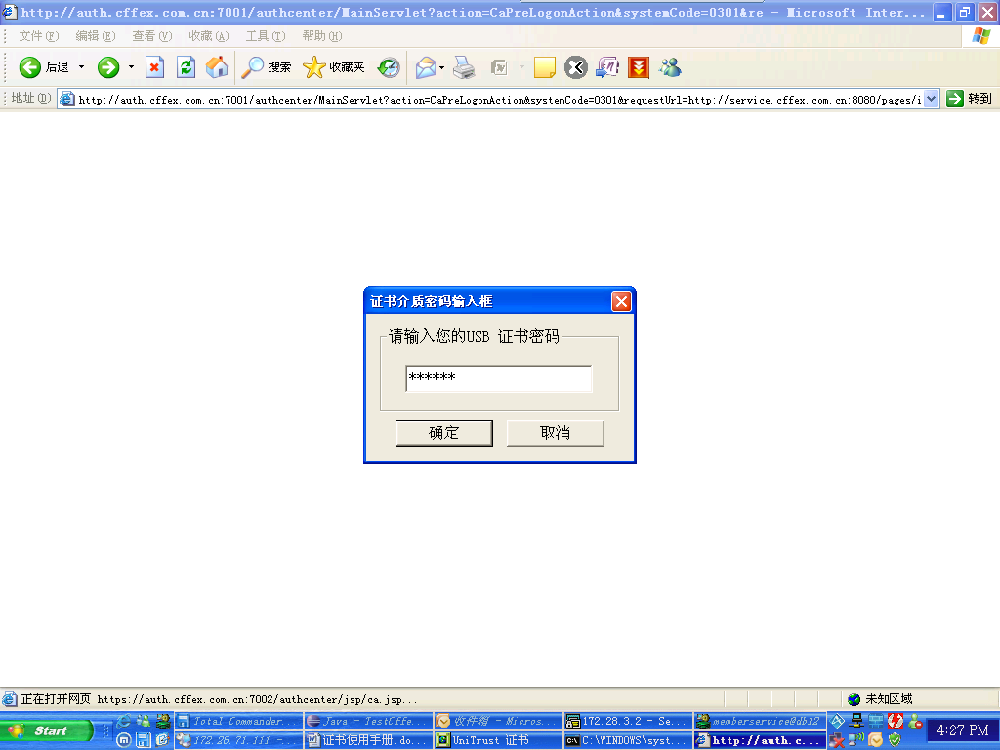 http://auth.cffex.com.cn:7001/authcenter/MainServlet?action=CaPreLogonAction&systemCode=0301&re - Microsoft Inter...
文件(F) 编辑(E) 查看(V) 收藏(A) 工具(T) 帮助(H)
后退 搜索 收藏夹
地址(D) http://auth.cffex.com.cn:7001/authcenter/MainServlet?action=CaPreLogonAction&systemCode=0301&requestUrl=http://service.cffex.com.cn:8080/pages/i 转到
证书介质密码输入框
请输入您的USB 证书密码
******
确定 取消
正在打开网页 https://auth.cffex.com.cn:7002/authcenter/jsp/ca.jsp... 未知区域
Start Total Commander... Java - TestCffe... 收件箱 - Micros... 172.28.3.2 - Se... memberservice@db12
172.28.71.111 -... 证书使用手册.do... UniTrust 证书 C:\WINDOWS\syst... http://auth.c... 4:27 PM